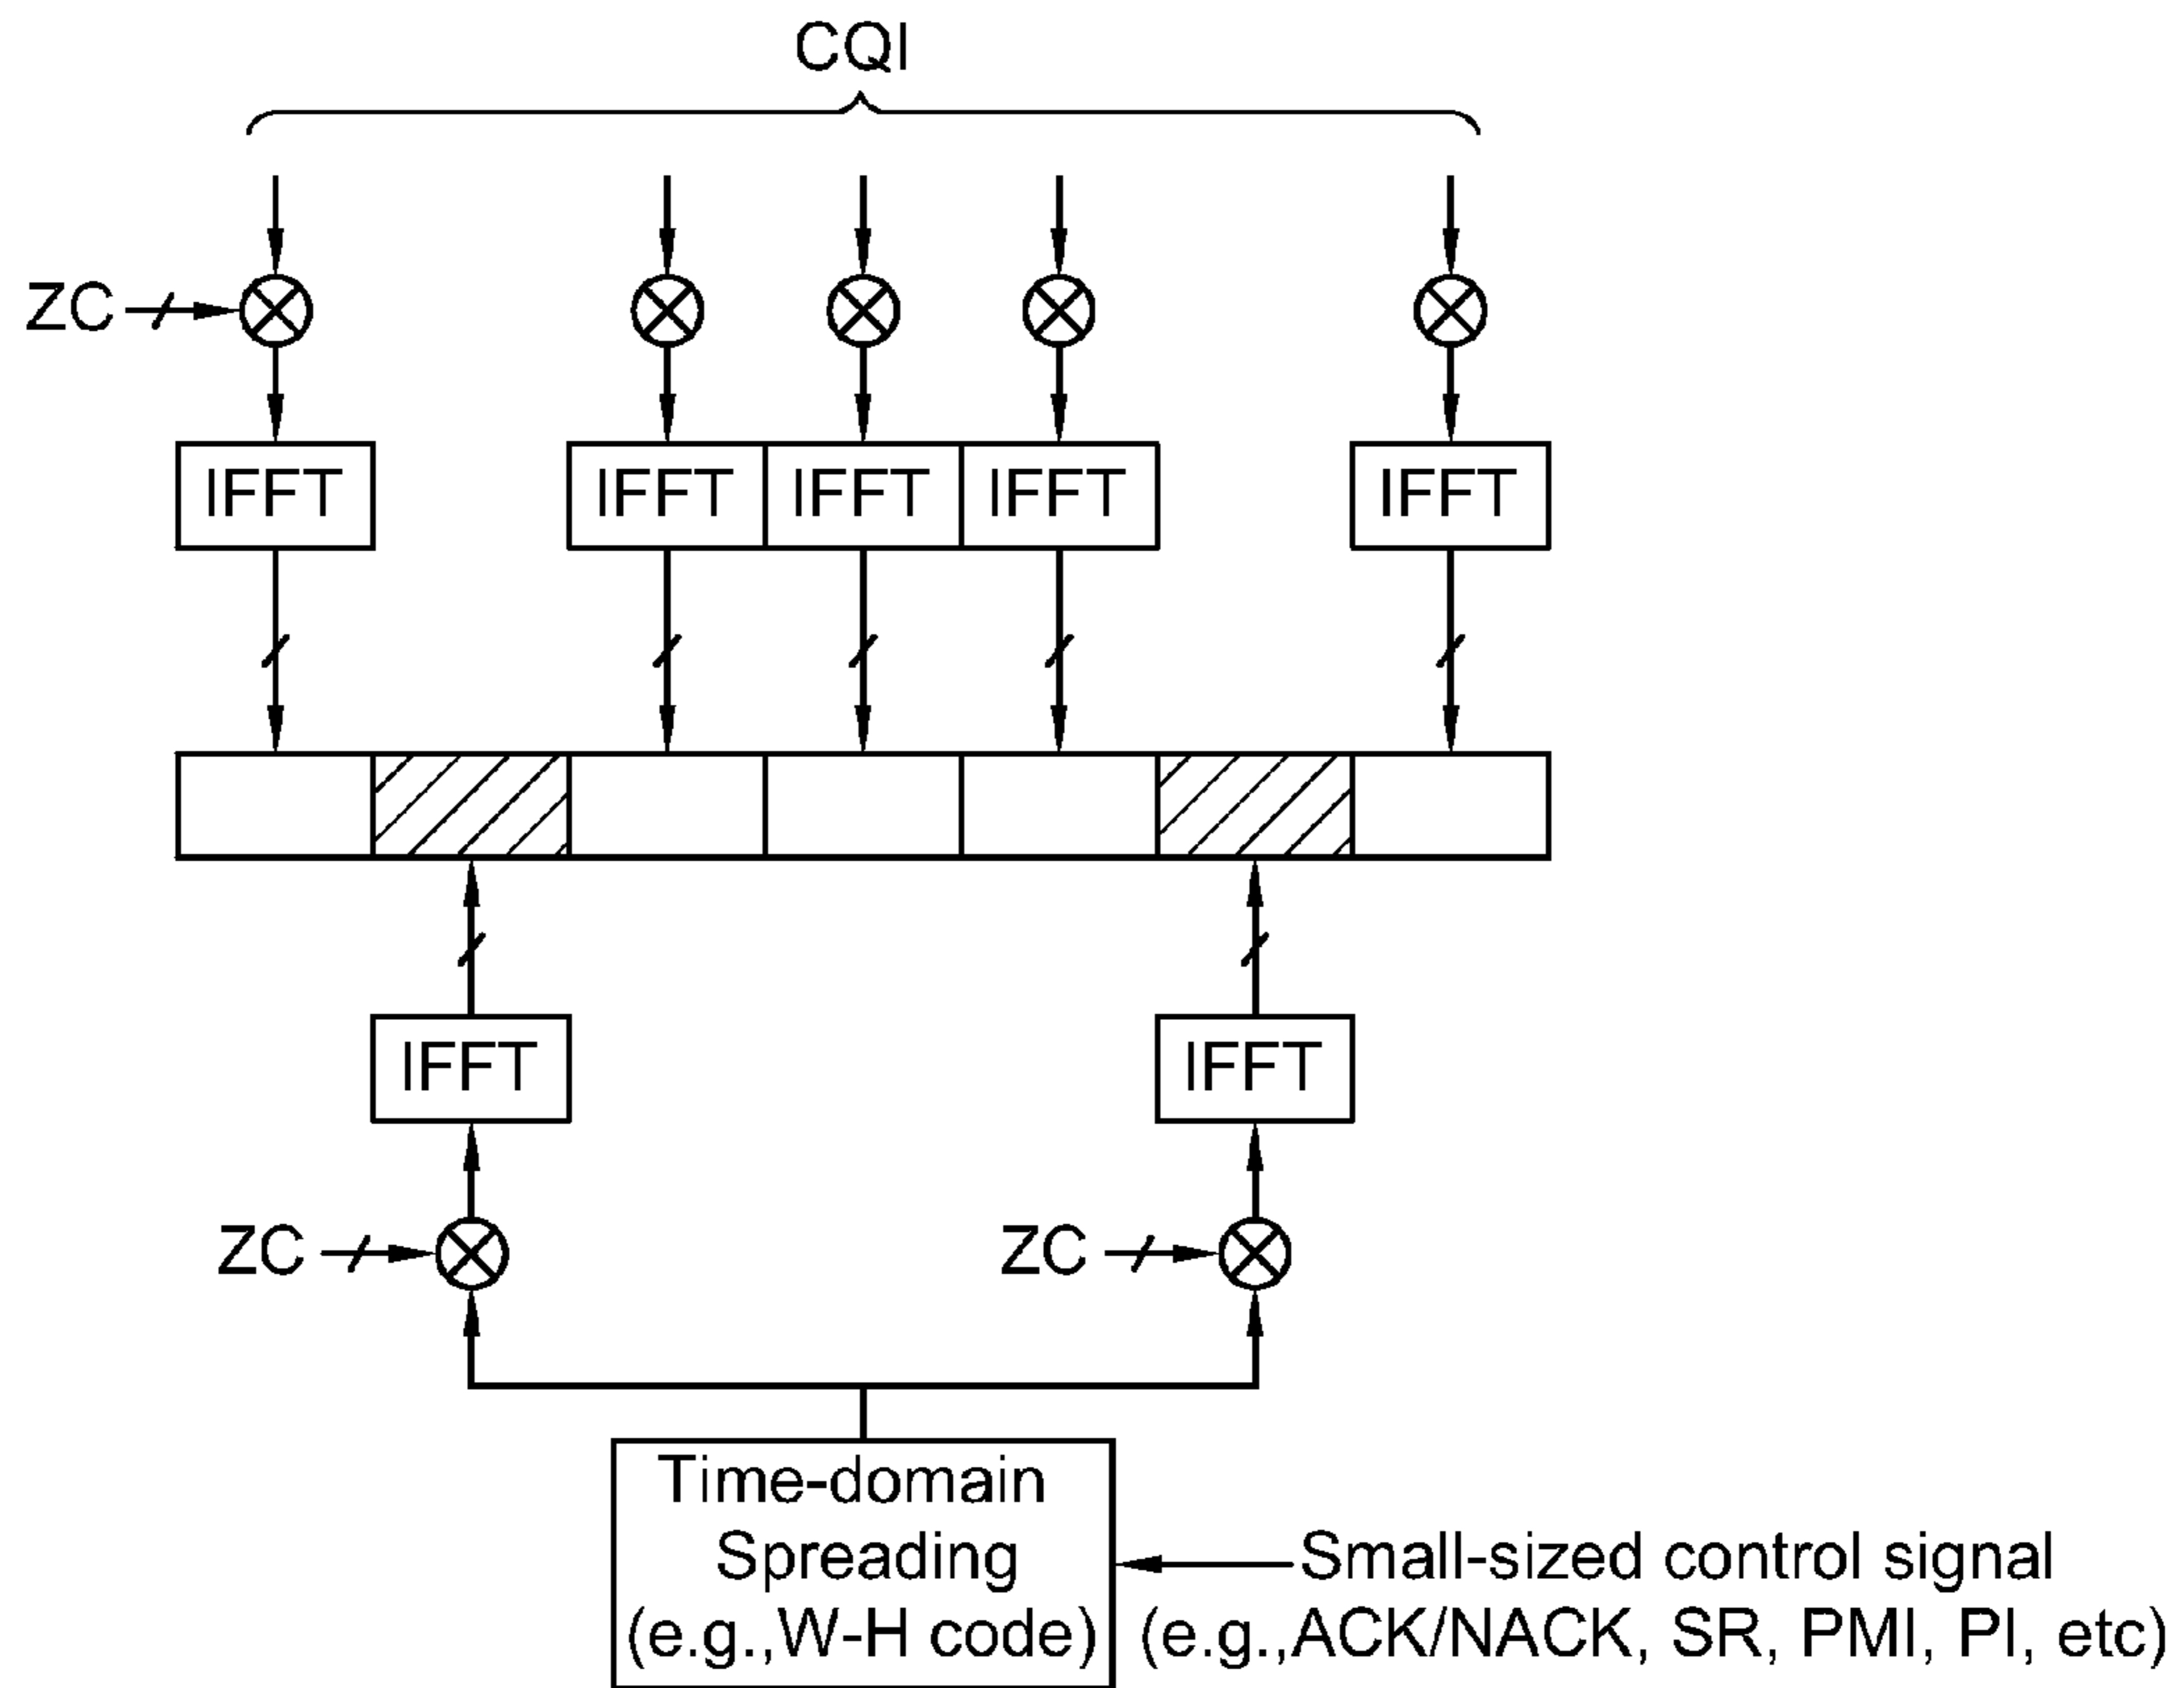 CQI
ZC
IFFT IFFT IFFT IFFT IFFT
IFFT IFFT
ZC ZC
Time-domain
Spreading
(e.g.,W-H code)
Small-sized control signal
(e.g.,ACK/NACK, SR, PMI, PI, etc)